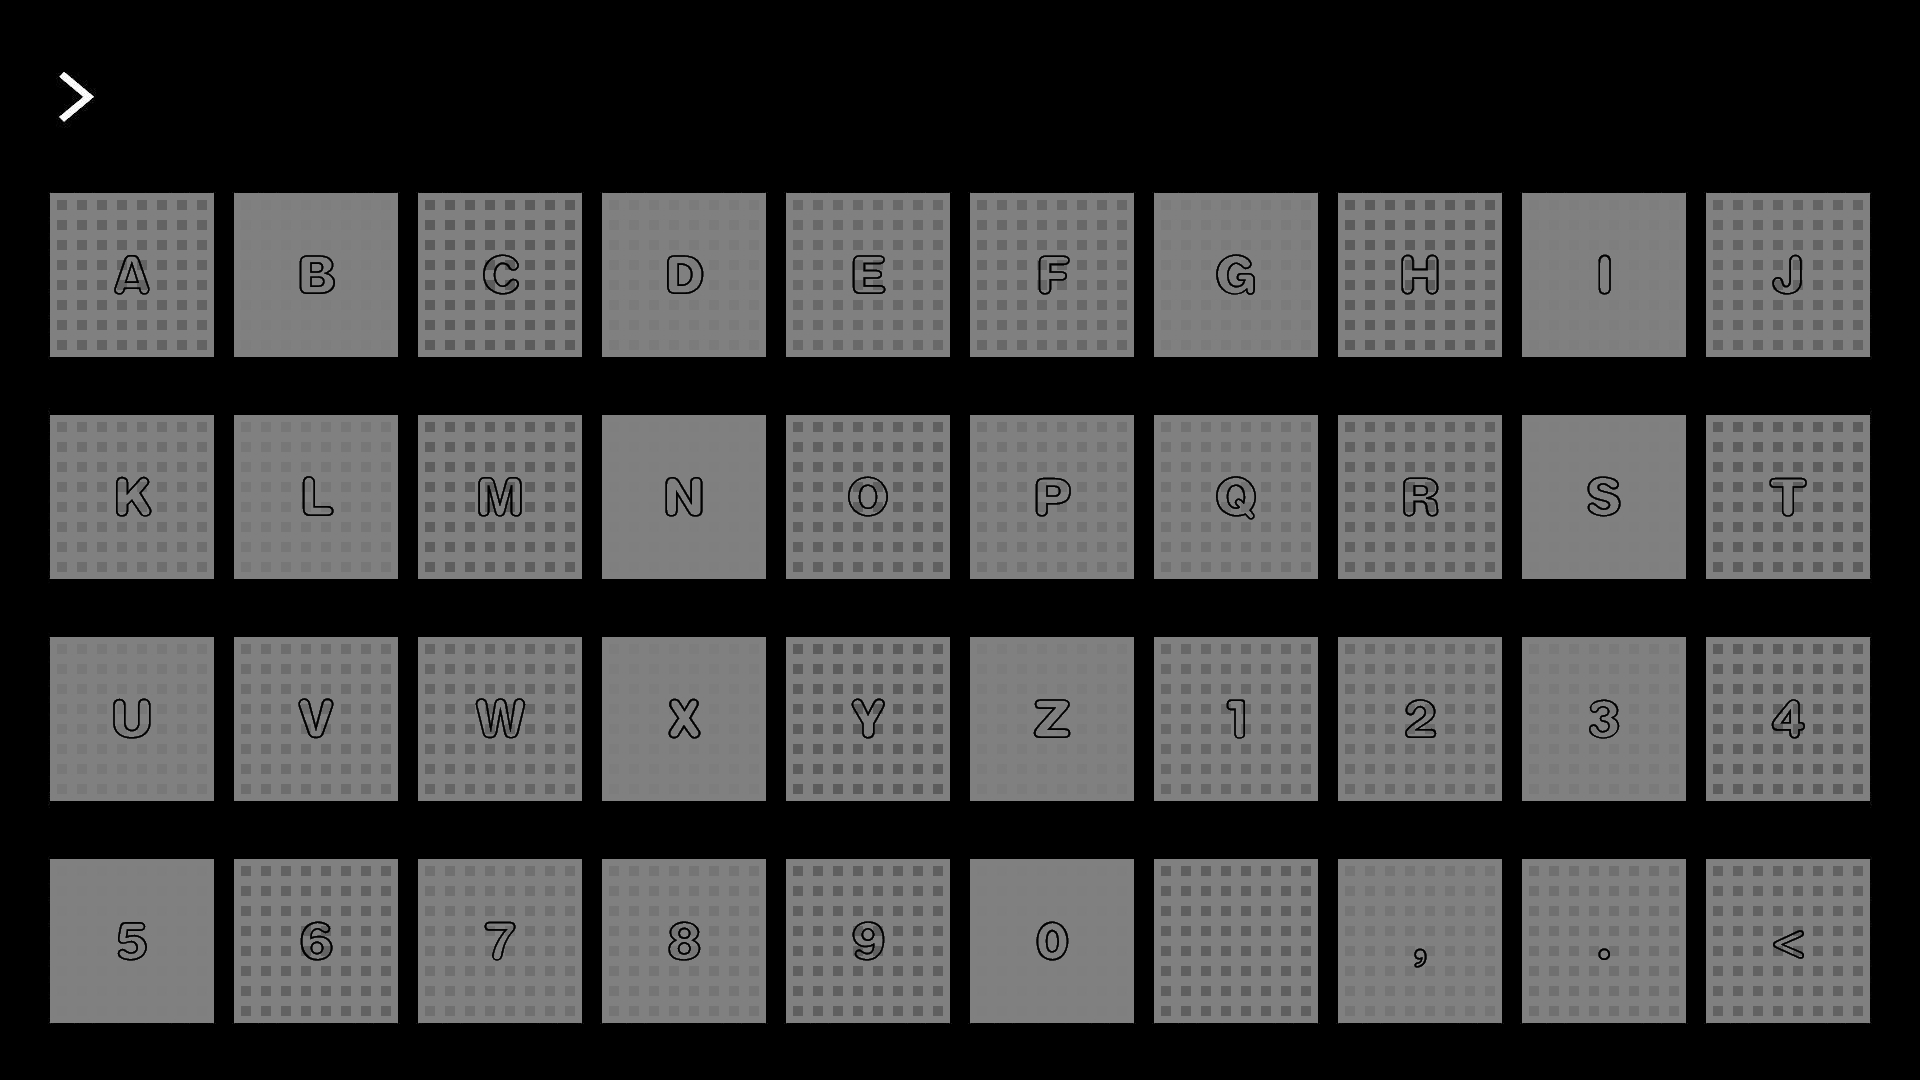 >
A B C D E F G H I J
K L M N O P Q R S T
U V W X Y Z 1 2 3 4
5 6 7 8 9 0 , . <